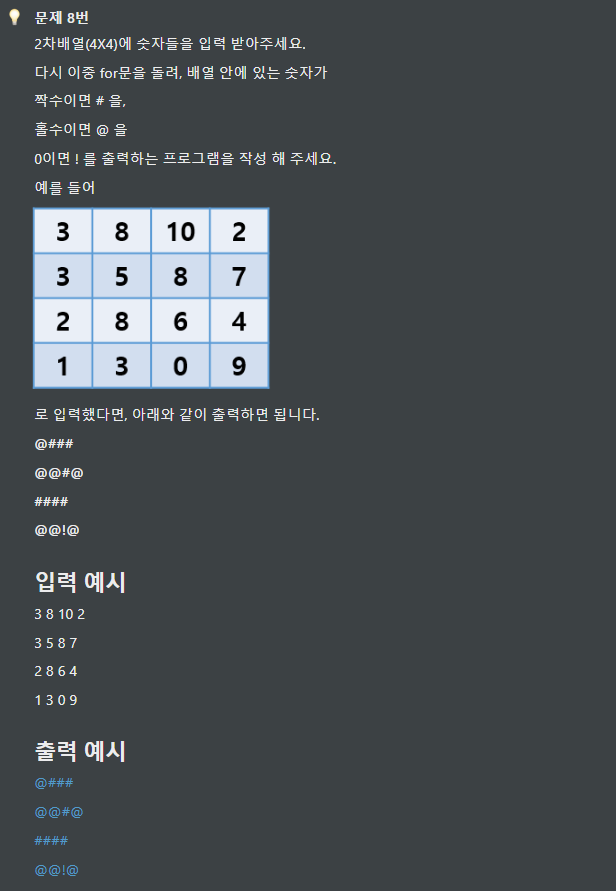 문제 8번
2차배열(4X4)에 숫자들을 입력 받아주세요.
다시 이중 for문을 돌려, 배열 안에 있는 숫자가
짝수이면 # 을,
홀수이면 @ 을
0이면 ! 를 출력하는 프로그램을 작성 해 주세요.
예를 들어
3 8 10 2
3 5 8 7
2 8 6 4
1 3 0 9
로 입력했다면, 아래와 같이 출력하면 됩니다.
@###
@@#@
####
@@!@
입력 예시
3 8 10 2
3 5 8 7
2 8 6 4
1 3 0 9
출력 예시
@###
@@#@
####
@@!@